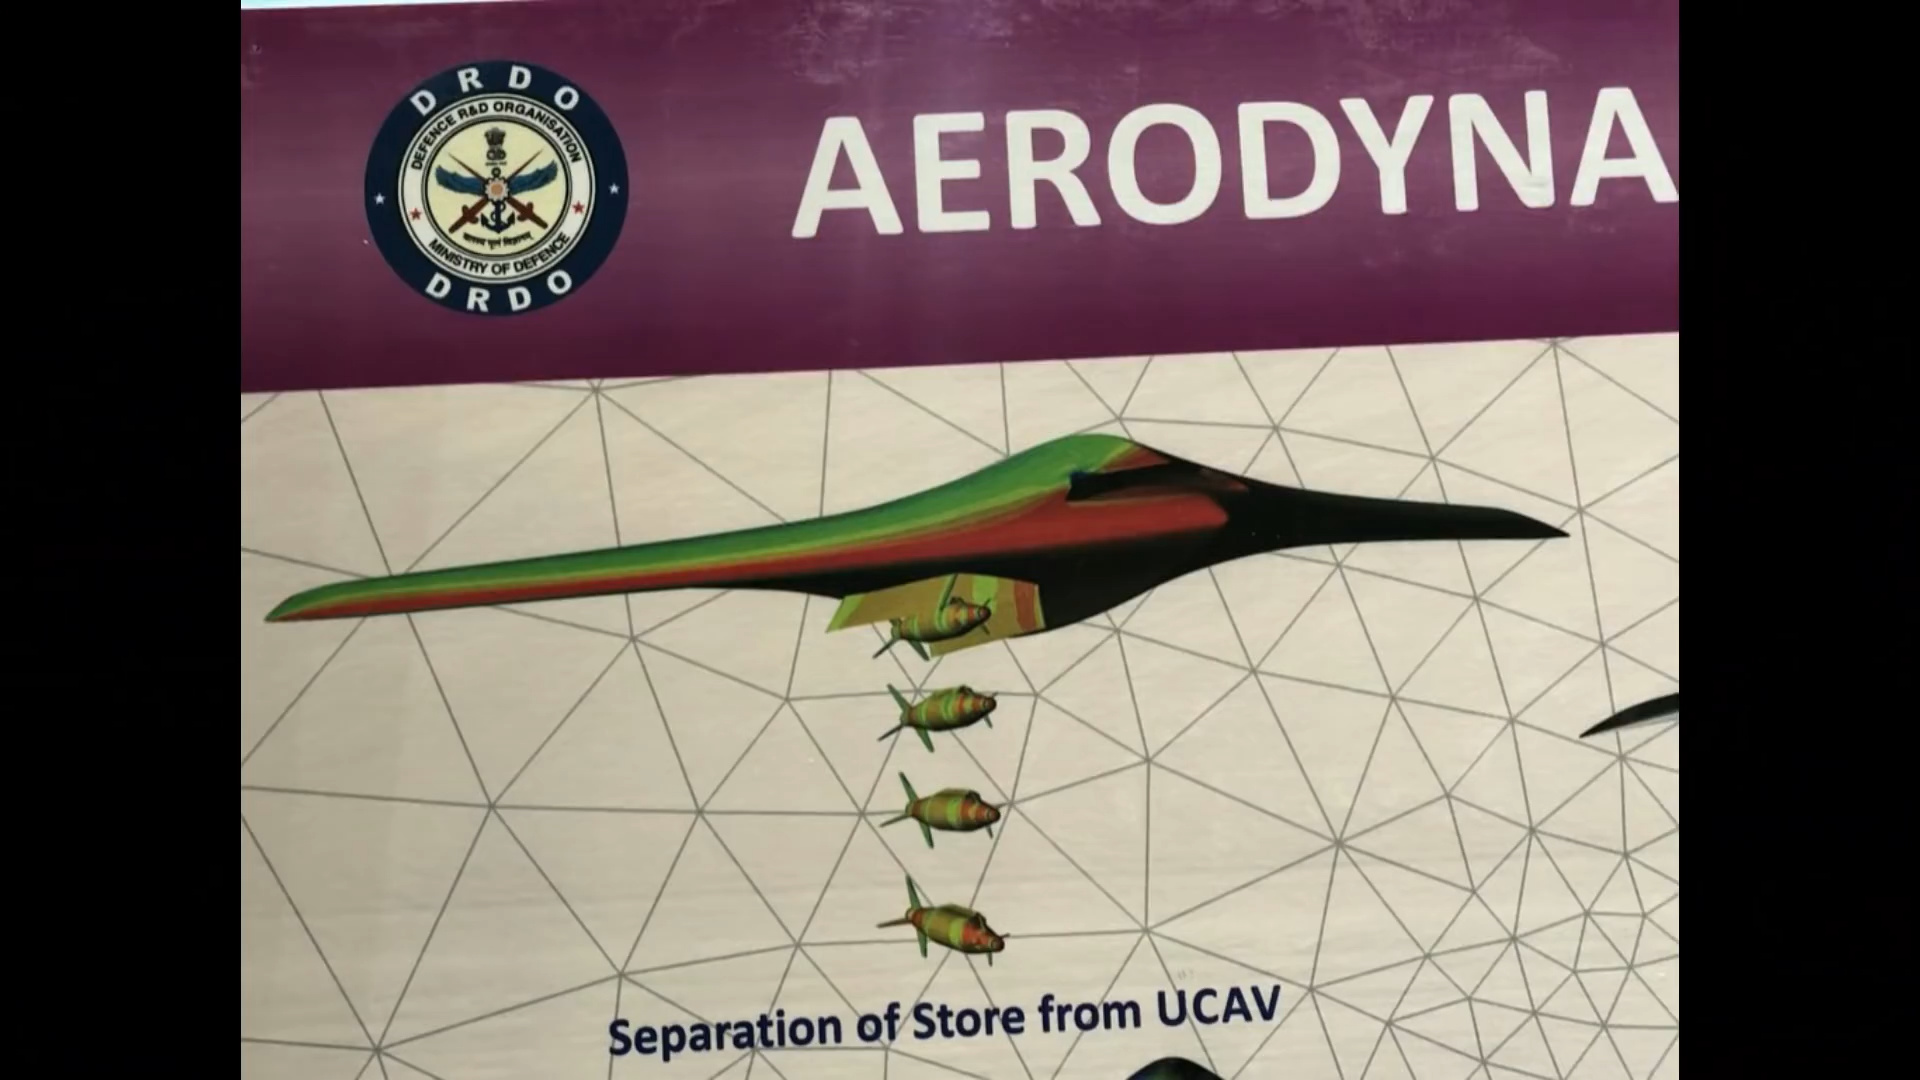 DRDO
DEFENCE R&D ORGANISATION
MINISTRY OF DEFENCE
DRDO
AERODYNA
Separation of Store from UCAV